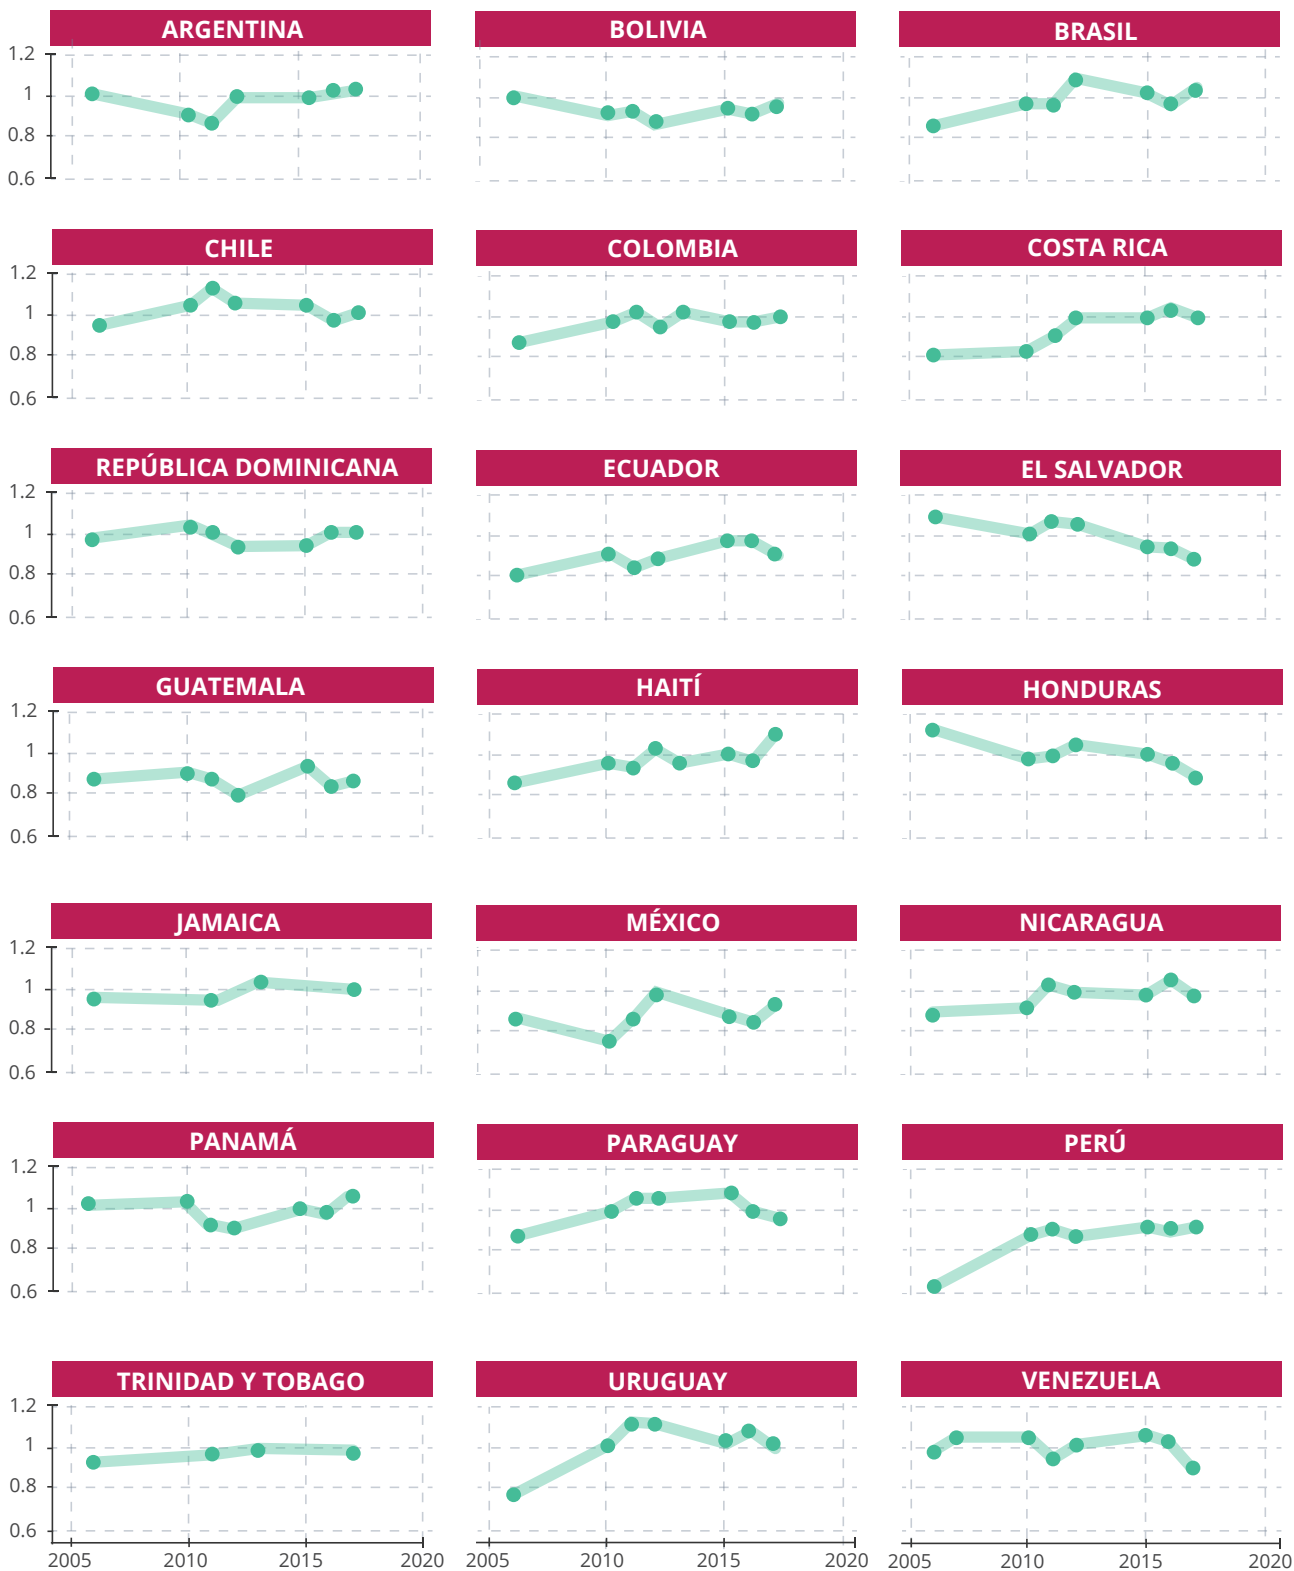 ARGENTINA
BOLIVIA
BRASIL
1.2
1
0.8
0.6
CHILE
COLOMBIA
COSTA RICA
1.2
1
0.8
0.6
REPÚBLICA DOMINICANA
ECUADOR
EL SALVADOR
1.2
1
0.8
0.6
GUATEMALA
HAITÍ
HONDURAS
1.2
1
0.8
0.6
JAMAICA
MÉXICO
NICARAGUA
1.2
1
0.8
0.6
PANAMÁ
PARAGUAY
PERÚ
1.2
1
0.8
0.6
TRINIDAD Y TOBAGO
URUGUAY
VENEZUELA
1.2
1
0.8
0.6
2005 2010 2015 2020
2005 2010 2015 2020
2005 2010 2015 2020